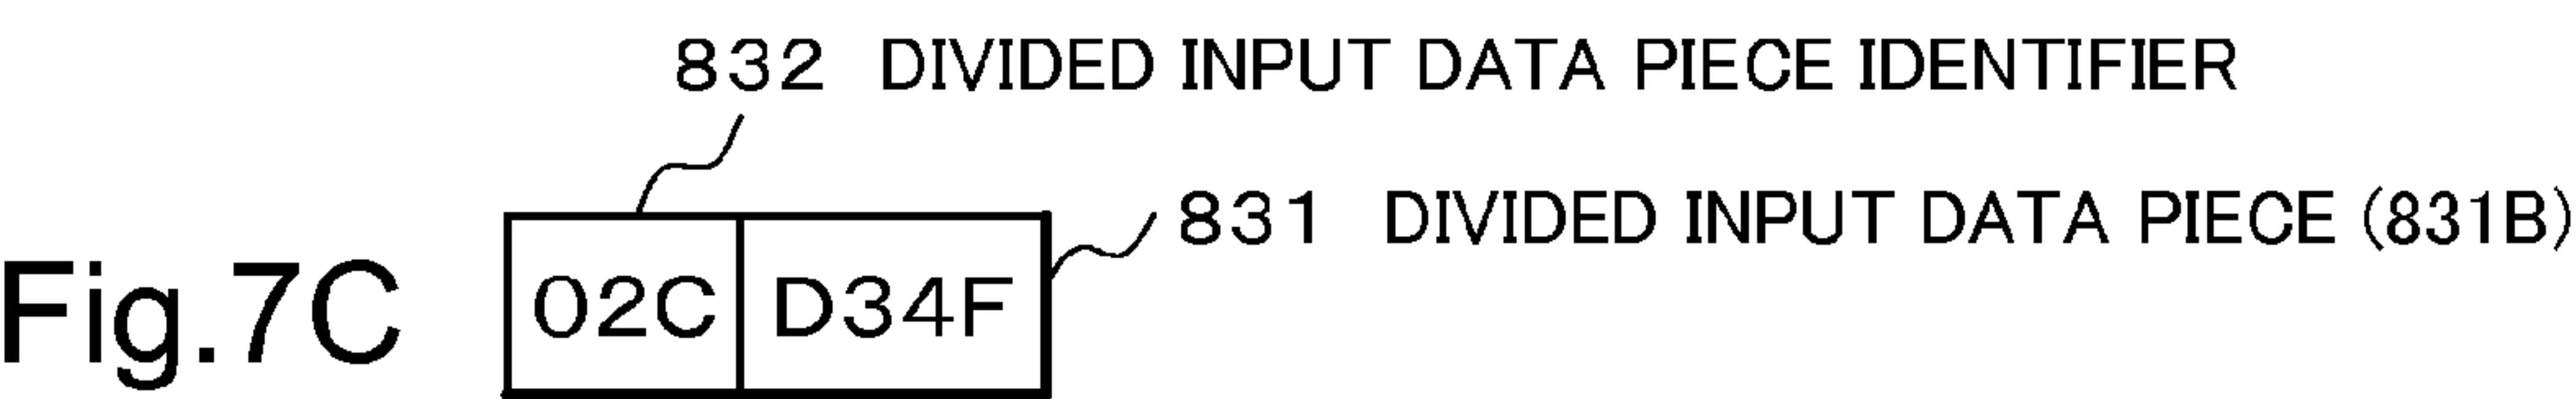 832 DIVIDED INPUT DATA PIECE IDENTIFIER
831 DIVIDED INPUT DATA PIECE (831B)
Fig.7C 02C D34F